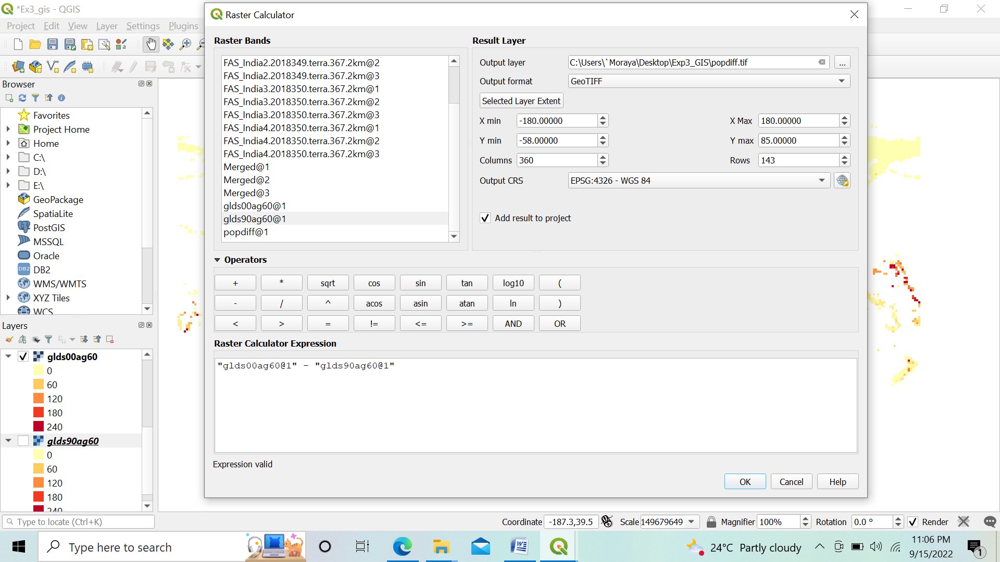 *Ex3_gis - QGIS
Project Edit View Layer Settings Plugins
Browser
Favorites
Project Home
Home
C:\
D:\
E:\
GeoPackage
SpatiaLite
PostGIS
MSSQL
Oracle
DB2 DB2
WMS/WMTS
XYZ Tiles
WCS
Layers
glds00ag60
0
60
120
180
240
glds90ag60
0
60
120
180
240
Raster Calculator
Raster Bands
FAS_India2.2018349.terra.367.2km@2
FAS_India2.2018349.terra.367.2km@3
FAS_India3.2018350.terra.367.2km@1
FAS_India3.2018350.terra.367.2km@2
FAS_India3.2018350.terra.367.2km@3
FAS_India4.2018350.terra.367.2km@1
FAS_India4.2018350.terra.367.2km@2
FAS_India4.2018350.terra.367.2km@3
Merged@1
Merged@2
Merged@3
glds00ag60@1
glds90ag60@1
popdiff@1
Result Layer
Output layer C:\Users\`Moraya\Desktop\Exp3_GIS\popdiff.tif ...
Output format GeoTIFF
Selected Layer Extent
X min -180.00000 X Max 180.00000
Y min -58.00000 Y max 85.00000
Columns 360 Rows 143
Output CRS EPSG:4326 - WGS 84
Add result to project
Operators
+ * sqrt cos sin tan log10 (
- / ^ acos asin atan ln )
< > = != <= >= AND OR
Raster Calculator Expression
"glds00ag60@1" - "glds90ag60@1"
Expression valid
OK Cancel Help
Type to locate (Ctrl+K) Coordinate -187.3,39.5 Scale 149679649 Magnifier 100% Rotation 0.0 ° Render
Type here to search
24°C Partly cloudy
11:06 PM
9/15/2022
1